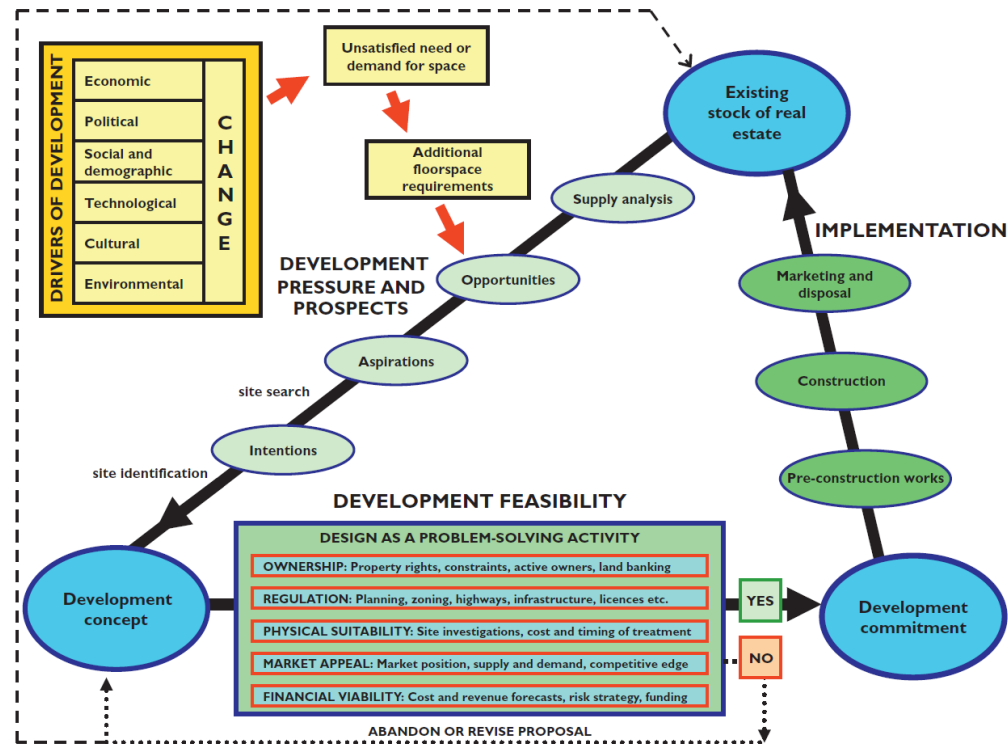 DRIVERS OF DEVELOPMENT
Economic
Political
Social and
demographic
Technological
Cultural
Environmental
CHANGE
Unsatisfied need or
demand for space
Additional
floorspace
requirements
Existing
stock of real
estate
Supply analysis
Opportunities
DEVELOPMENT
PRESSURE AND
PROSPECTS
Aspirations
site search
Intentions
site identification
IMPLEMENTATION
Marketing and
disposal
Construction
Pre-construction works
DEVELOPMENT FEASIBILITY
DESIGN AS A PROBLEM-SOLVING ACTIVITY
OWNERSHIP: Property rights, constraints, active owners, land banking
REGULATION: Planning, zoning, highways, infrastructure, licences etc.
PHYSICAL SUITABILITY: Site investigations, cost and timing of treatment
MARKET APPEAL: Market position, supply and demand, competitive edge
FINANCIAL VIABILITY: Cost and revenue forecasts, risk strategy, funding
Development
concept
YES
NO
Development
commitment
ABANDON OR REVISE PROPOSAL